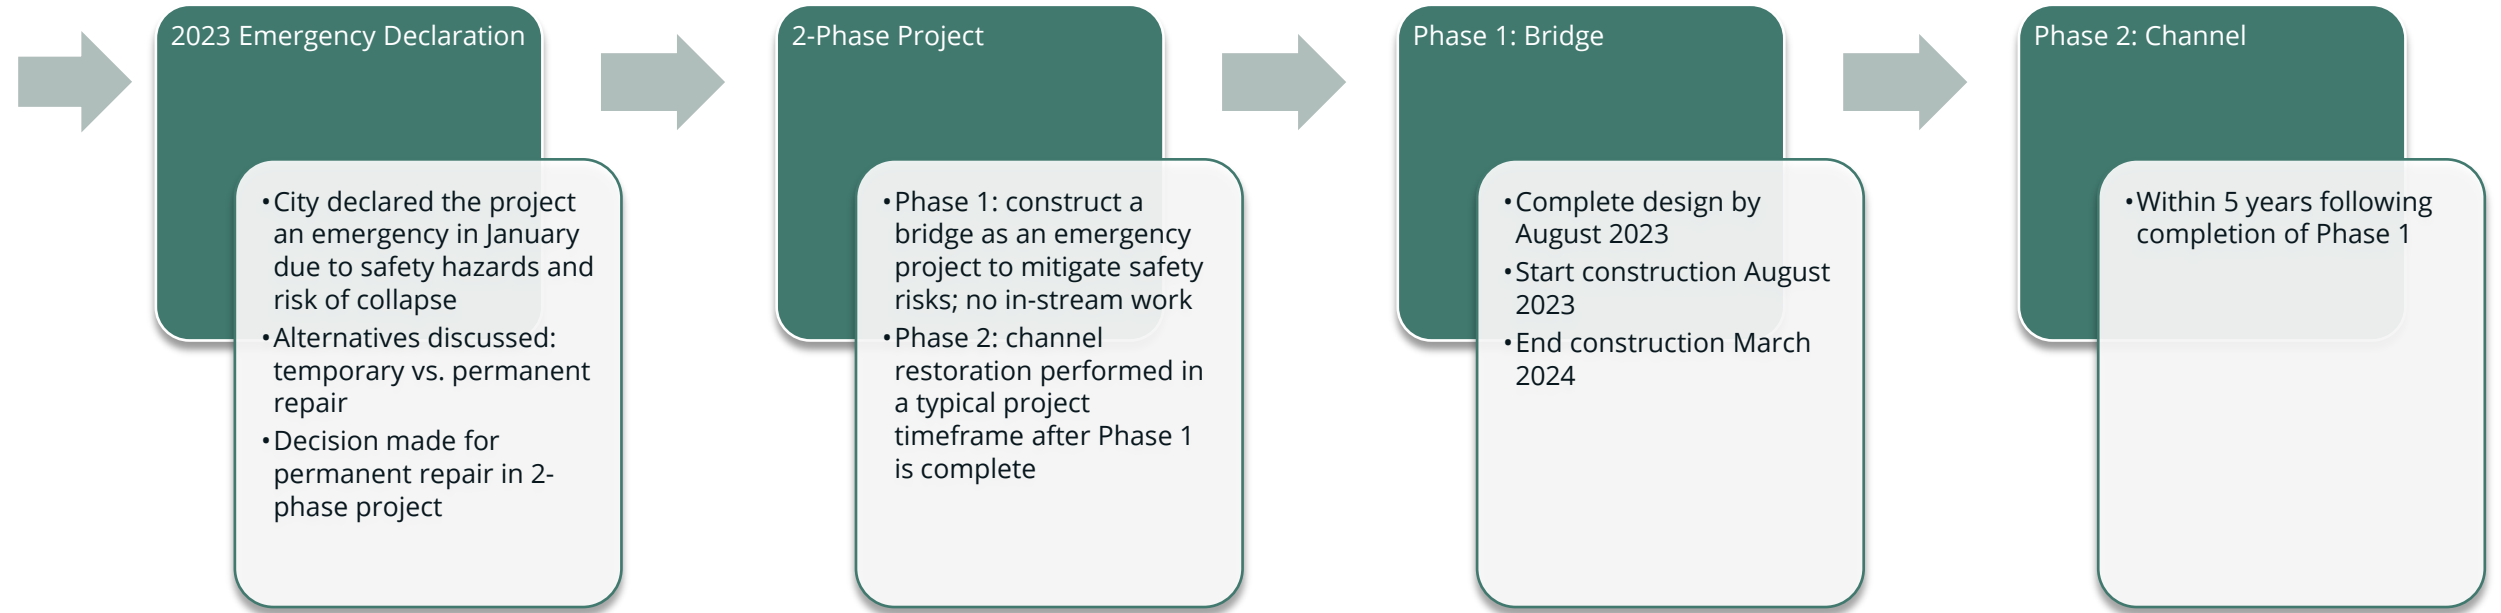 2023 Emergency Declaration
•City declared the project
an emergency in January
due to safety hazards and
risk of collapse
•Alternatives discussed:
temporary vs. permanent
repair
•Decision made for
permanent repair in 2-
phase project
2-Phase Project
•Phase 1: construct a
bridge as an emergency
project to mitigate safety
risks; no in-stream work
•Phase 2: channel
restoration performed in
a typical project
timeframe after Phase 1
is complete
Phase 1: Bridge
•Complete design by
August 2023
•Start construction August
2023
•End construction March
2024
Phase 2: Channel
•Within 5 years following
completion of Phase 1